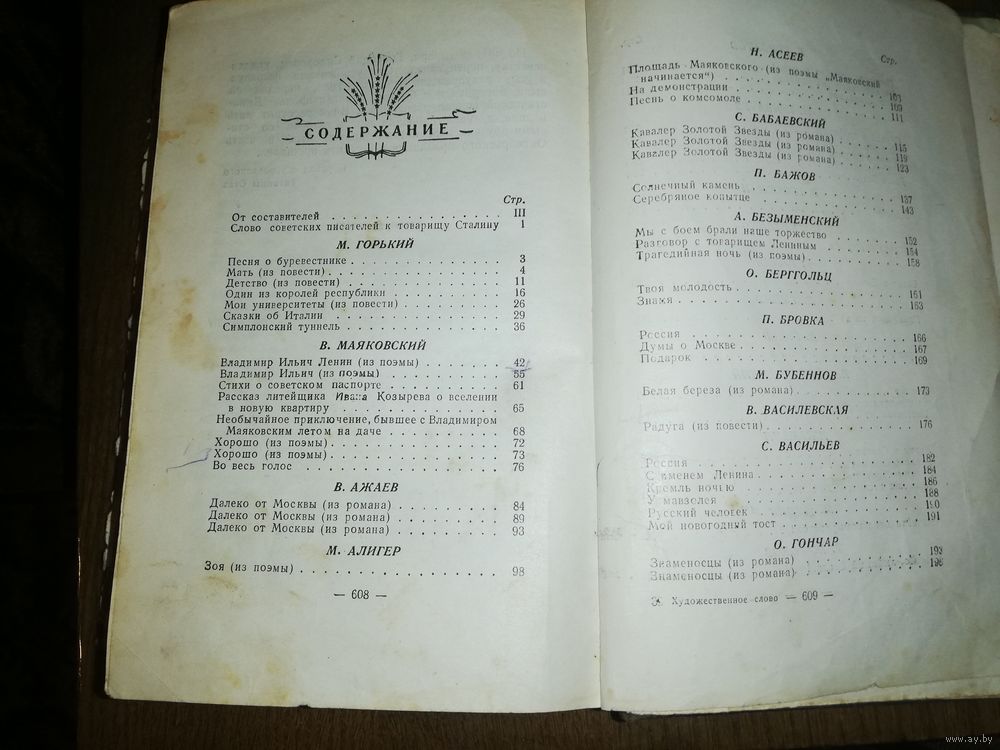 СОДЕРЖАНИЕ
Стр.
От составителей . . . . . . . . . . . . . . . . III
Слово советских писателей к товарищу Сталину 1
М. ГОРЬКИЙ
Песня о буревестнике . . . . . . . . . . . . . . 3
Мать (из повести) . . . . . . . . . . . . . . . 4
Детство (из повести) . . . . . . . . . . . . . . 11
Один из королей республики . . . . . . . . . . 16
Мои университеты (из повести) . . . . . . . . . 26
Сказки об Италии . . . . . . . . . . . . . . . 29
Симплонский туннель . . . . . . . . . . . . . . 36
В. МАЯКОВСКИЙ
Владимир Ильич Ленин (из поэмы) . . . . . . . 42
Владимир Ильич (из поэмы) . . . . . . . . . . 55
Стихи о советском паспорте . . . . . . . . . . 61
Рассказ литейщика Ивана Козырева о вселении
в новую квартиру . . . . . . . . . . . . . . 65
Необычайное приключение, бывшее с Владимиром
Маяковским летом на даче . . . . . . . . . . 68
Хорошо (из поэмы) . . . . . . . . . . . . . . . 72
Хорошо (из поэмы) . . . . . . . . . . . . . . . 73
Во весь голос . . . . . . . . . . . . . . . . . 76
В. АЖАЕВ
Далеко от Москвы (из романа) . . . . . . . . . 84
Далеко от Москвы (из романа) . . . . . . . . . 89
Далеко от Москвы (из романа) . . . . . . . . . 93
М. АЛИГЕР
Зоя (из поэмы) . . . . . . . . . . . . . . . . . 98
— 608 —
Н. АСЕЕВ
Стр.
Площадь Маяковского (из поэмы „Маяковский
начинается“) . . . . . . . . . . . . . . 103
На демонстрации . . . . . . . . . . . . . . 109
Песнь о комсомоле . . . . . . . . . . . . . 111
С. БАБАЕВСКИЙ
Кавалер Золотой Звезды (из романа) . . . . . . 115
Кавалер Золотой Звезды (из романа) . . . . . . 119
Кавалер Золотой Звезды (из романа) . . . . . . 123
П. БАЖОВ
Солнечный камень . . . . . . . . . . . . . . 137
Серебряное копытце . . . . . . . . . . . . . 143
А. БЕЗЫМЕНСКИЙ
Мы с боем брали наше торжество . . . . . . . 152
Разговор с товарищем Лениным . . . . . . . . 154
Трагедийная ночь (из поэмы) . . . . . . . . . 158
О. БЕРГГОЛЬЦ
Твоя молодость . . . . . . . . . . . . . . . 161
Знамя . . . . . . . . . . . . . . . . . . . 163
П. БРОВКА
Россия . . . . . . . . . . . . . . . . . . . 166
Думы о Москве . . . . . . . . . . . . . . . 167
Подарок . . . . . . . . . . . . . . . . . . 169
М. БУБЕННОВ
Белая береза (из романа) . . . . . . . . . . . 173
В. ВАСИЛЕВСКАЯ
Радуга (из повести) . . . . . . . . . . . . . 176
С. ВАСИЛЬЕВ
Россия . . . . . . . . . . . . . . . . . . . 182
С именем Ленина . . . . . . . . . . . . . . 184
Кремль ночью . . . . . . . . . . . . . . . 186
У мавзолея . . . . . . . . . . . . . . . . 188
Русский человек . . . . . . . . . . . . . . 190
Мой новогодный тост . . . . . . . . . . . . 191
О. ГОНЧАР
Знаменосцы (из романа) . . . . . . . . . . . 193
Знаменосцы (из романа) . . . . . . . . . . . 198
Художественное слово — 609 —
www.ay.by